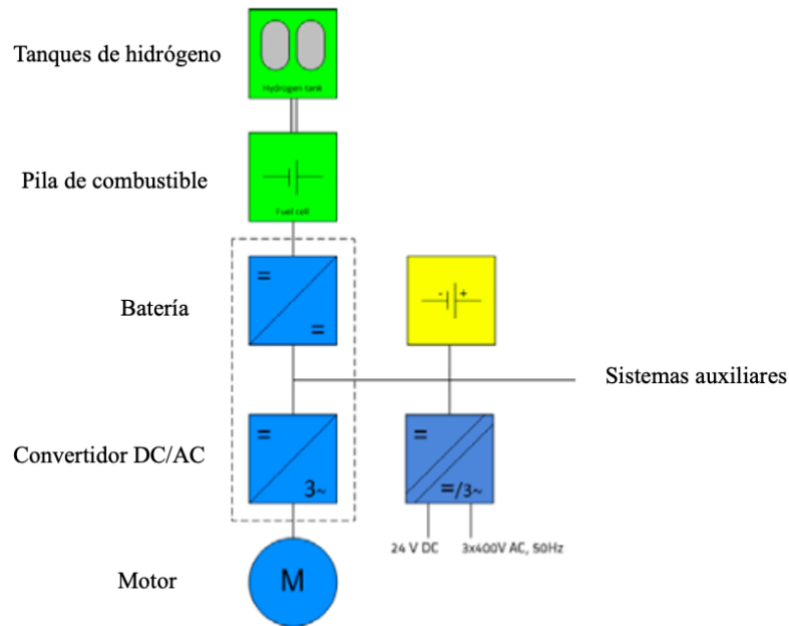 Tanques de hidrógeno
Hydrogen tank
Pila de combustible
Fuel cell
Batería
=
=
- +
Sistemas auxiliares
Convertidor DC/AC
=
3~
=
=/3~
24 V DC
3x400V AC, 50Hz
Motor
M